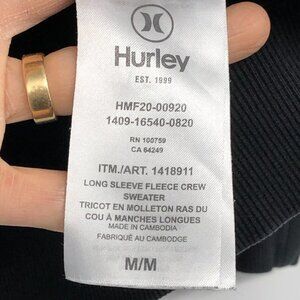 Hurley
EST. 1999
HMF20-00920
1409-16540-0820
RN 100759
CA 64249
ITM./ART. 1418911
LONG SLEEVE FLEECE CREW
SWEATER
TRICOT EN MOLLETON RAS DU
COU À MANCHES LONGUES
MADE IN CAMBODIA
FABRIQUÉ AU CAMBODGE
M/M